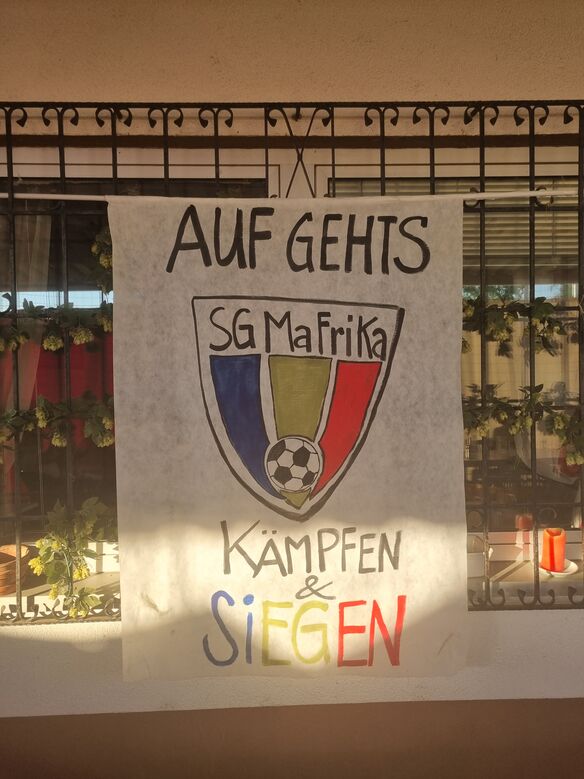 AUF GEHTS
SG MaFriKa
KÄMPFEN
&
SiEGEN